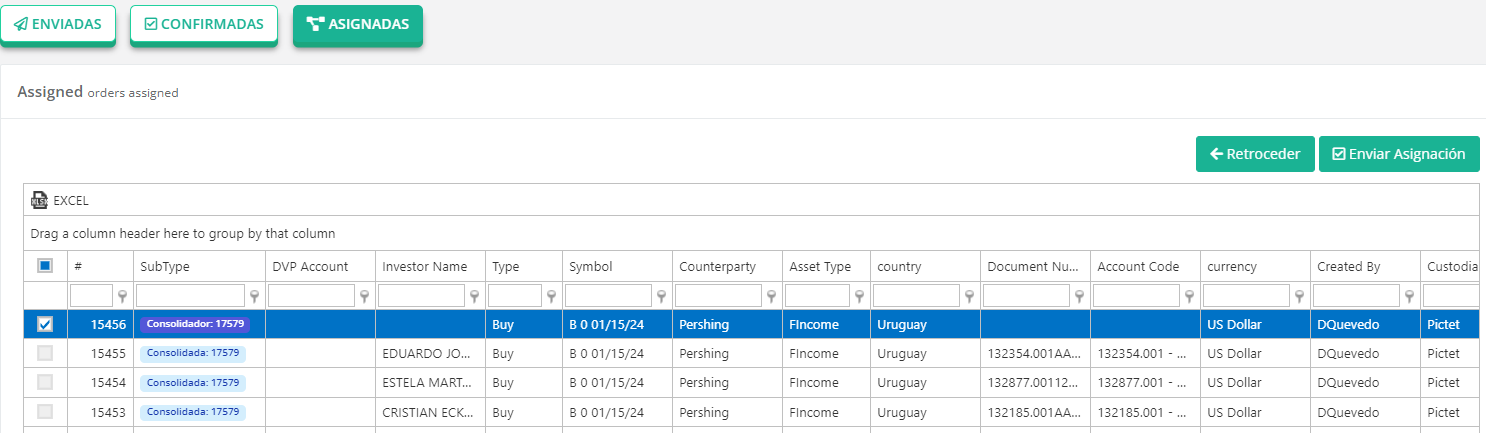 ENVIADAS CONFIRMADAS ASIGNADAS
Assigned orders assigned
Retroceder Enviar Asignación
XLSX EXCEL
Drag a column header here to group by that column
# SubType DVP Account Investor Name Type Symbol Counterparty Asset Type country Document Nu... Account Code currency Created By Custodia
15456 Consolidador: 17579 Buy B 0 01/15/24 Pershing FIncome Uruguay US Dollar DQuevedo Pictet
15455 Consolidada: 17579 EDUARDO JO... Buy B 0 01/15/24 Pershing FIncome Uruguay 132354.001AA... 132354.001 - ... US Dollar DQuevedo Pictet
15454 Consolidada: 17579 ESTELA MART... Buy B 0 01/15/24 Pershing FIncome Uruguay 132877.00112... 132877.001 - ... US Dollar DQuevedo Pictet
15453 Consolidada: 17579 CRISTIAN ECK... Buy B 0 01/15/24 Pershing FIncome Uruguay 132185.001AA... 132185.001 - ... US Dollar DQuevedo Pictet